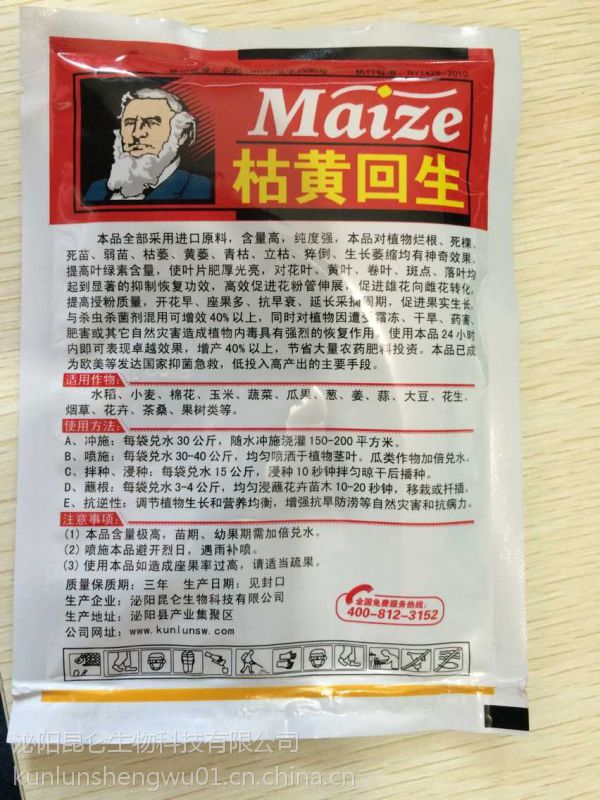 执行标准：NY1428-2010
Maize
枯黄回生
本品全部采用进口原料，含量高，纯度强，本品对植物烂根、死棵、
死苗、弱苗、枯萎、黄萎、青枯、立枯、猝倒、生长萎缩均有神奇效果，
提高叶绿素含量，使叶片肥厚光亮，对花叶、黄叶、卷叶、斑点、落叶均
起到显著的抑制恢复功效，高效促进花粉管伸展，促进雄花向雌花转化，
提高授粉质量，开花早、座果多、抗早衰、延长采摘周期，促进果实生长，
与杀虫杀菌剂混用可增效40%以上，同时对植物因遭受霜冻、干旱、药害、
肥害或其它自然灾害造成植物内毒具有强烈的恢复作用，使用本品24小时
内即可表现卓越效果，增产40%以上，节省大量农药肥料投资。本品已成
为欧美等发达国家抑菌急救，低投入高产出的主要手段。
适用作物：
水稻、小麦、棉花、玉米、蔬菜、瓜果、葱、姜、蒜、大豆、花生、
烟草、花卉、茶桑、果树类等。
使用方法：
A、冲施：每袋兑水30公斤，随水冲施浇灌150-200平方米。
B、喷施：每袋兑水30-40公斤，均匀喷洒于植物茎叶。瓜类作物加倍兑水。
C、拌种、浸种：每袋兑水15公斤，浸种10秒钟拌匀晾干后播种。
D、蘸根：每袋兑水3-4公斤，均匀浸蘸花卉苗木10-20秒钟，移栽或扦插。
E、抗逆性：调节植物生长和营养均衡，增强抗旱防涝等自然灾害和抗病力。
注意事项：
(1) 本品含量极高，苗期、幼果期需加倍兑水。
(2) 喷施本品避开烈日，遇雨补喷。
(3) 使用本品如造成座果率过高，请适当疏果。
质量保质期：三年 生产日期：见封口
生产企业：泌阳昆仑生物科技有限公司
生产地址：泌阳县产业集聚区
公司网址：www.kunlunsw.com
全国免费服务热线：
400-812-3152
泌阳昆仑生物科技有限公司
kunlunshengwu01.cn.china.cn